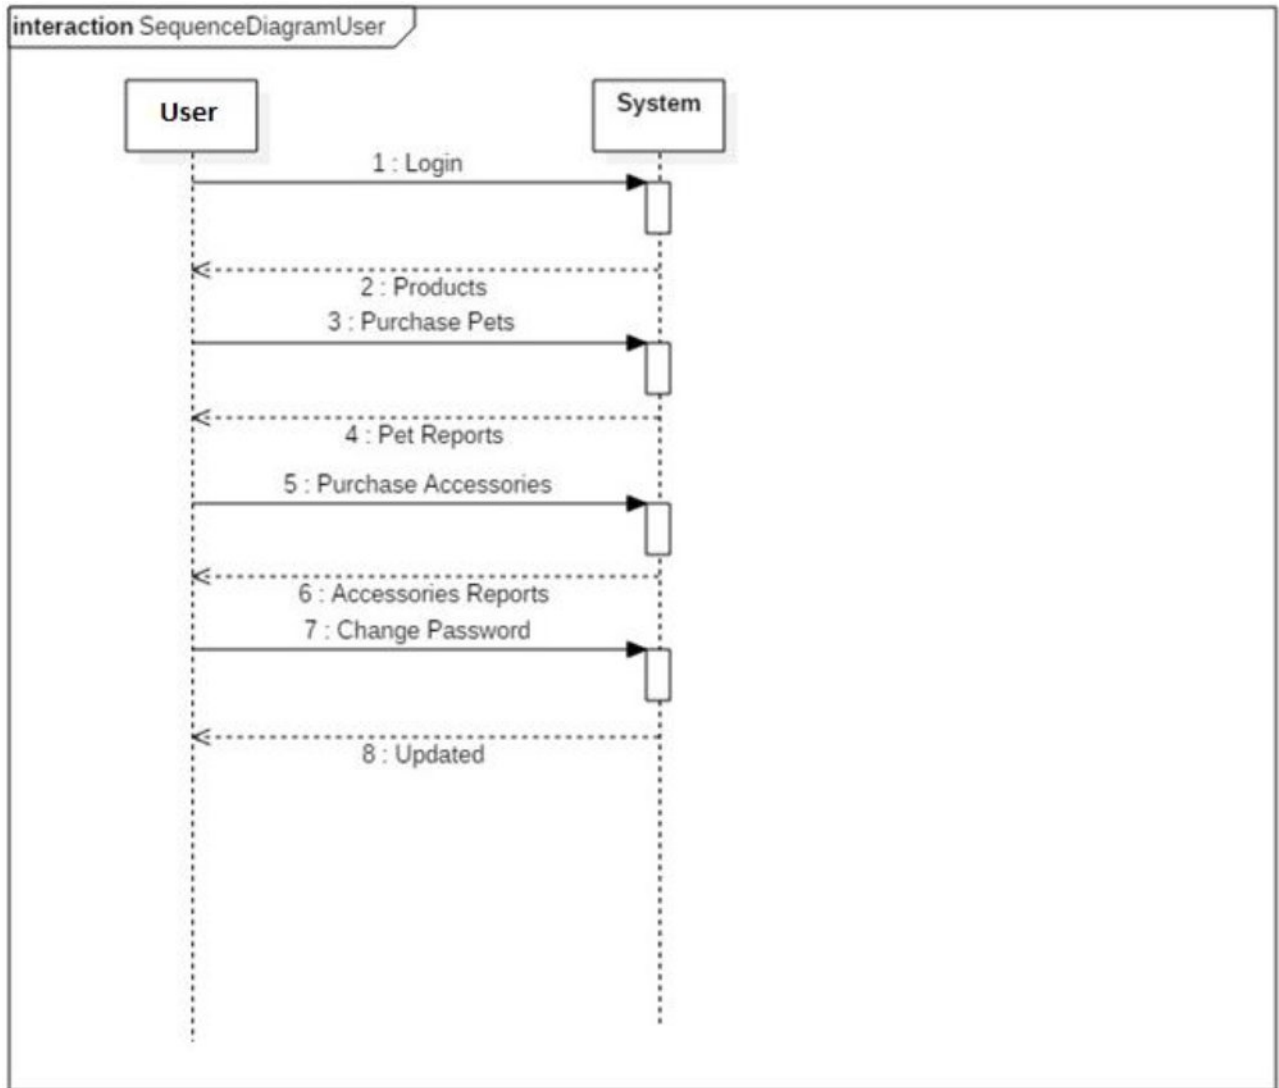 interaction SequenceDiagramUser
User
System
1 : Login
2 : Products
3 : Purchase Pets
4 : Pet Reports
5 : Purchase Accessories
6 : Accessories Reports
7 : Change Password
8 : Updated